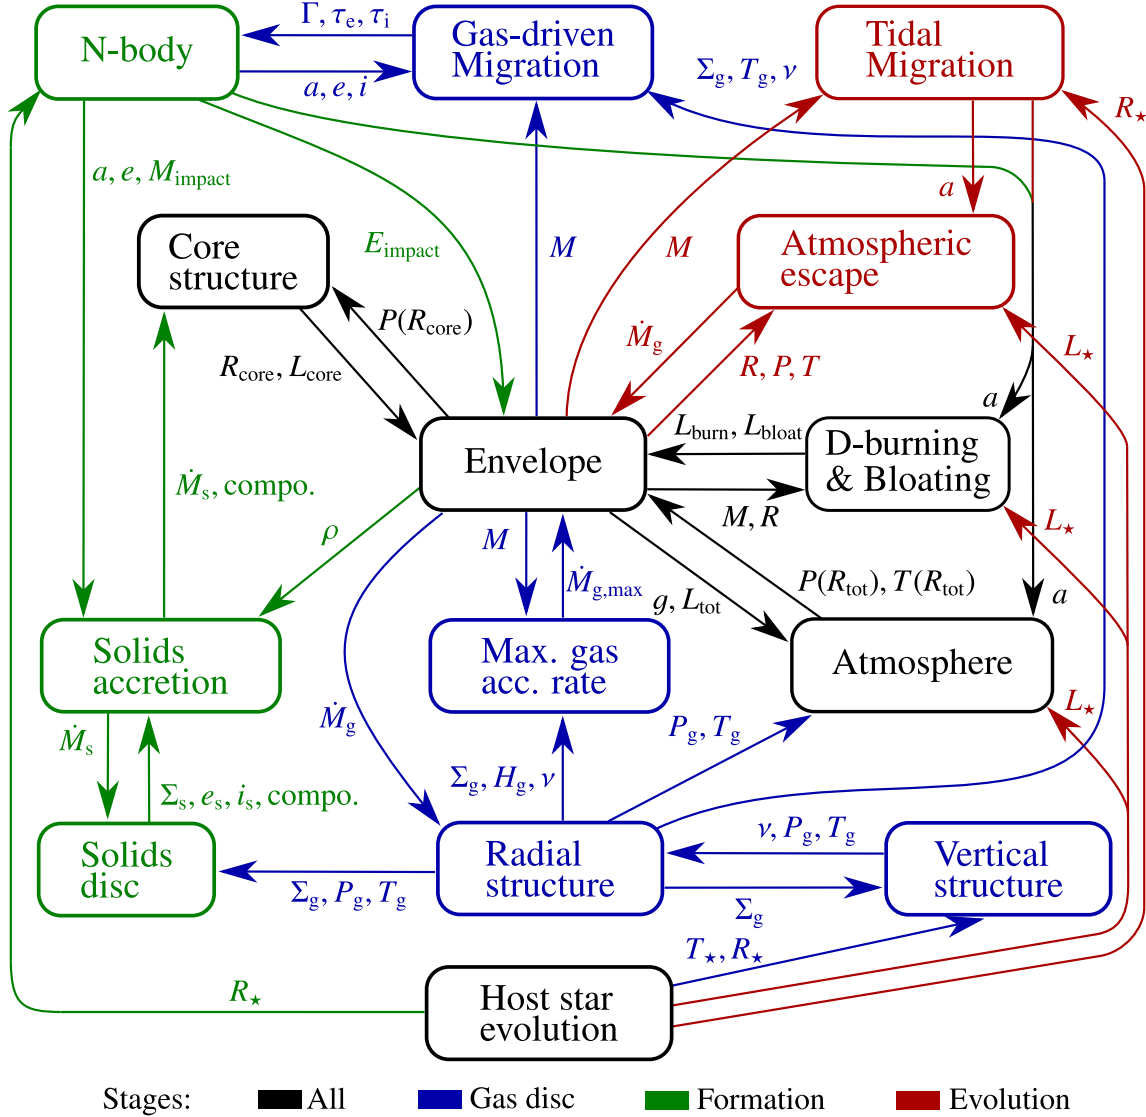 N-body
Γ, τe, τi
a, e, i
Gas-driven
Migration
Σg, Tg, ν
Tidal
Migration
R⋆
a, e, Mimpact
a
Core
structure
Eimpact
M
M
Atmospheric
escape
P(Rcore)
Ṁg
L⋆
Rcore, Lcore
R, P, T
a
Envelope
Lburn, Lbloat
D-burning
& Bloating
Ṁs, compo.
M, R
L⋆
ρ
M
Ṁg,max
g, Ltot
P(Rtot), T(Rtot)
a
Solids
accretion
Max. gas
acc. rate
Atmosphere
L⋆
Ṁs
Ṁg
Pg, Tg
Σs, es, is, compo.
Σg, Hg, ν
Solids
disc
Σg, Pg, Tg
Radial
structure
ν, Pg, Tg
Σg
Vertical
structure
T⋆, R⋆
R⋆
Host star
evolution
Stages: All Gas disc Formation Evolution